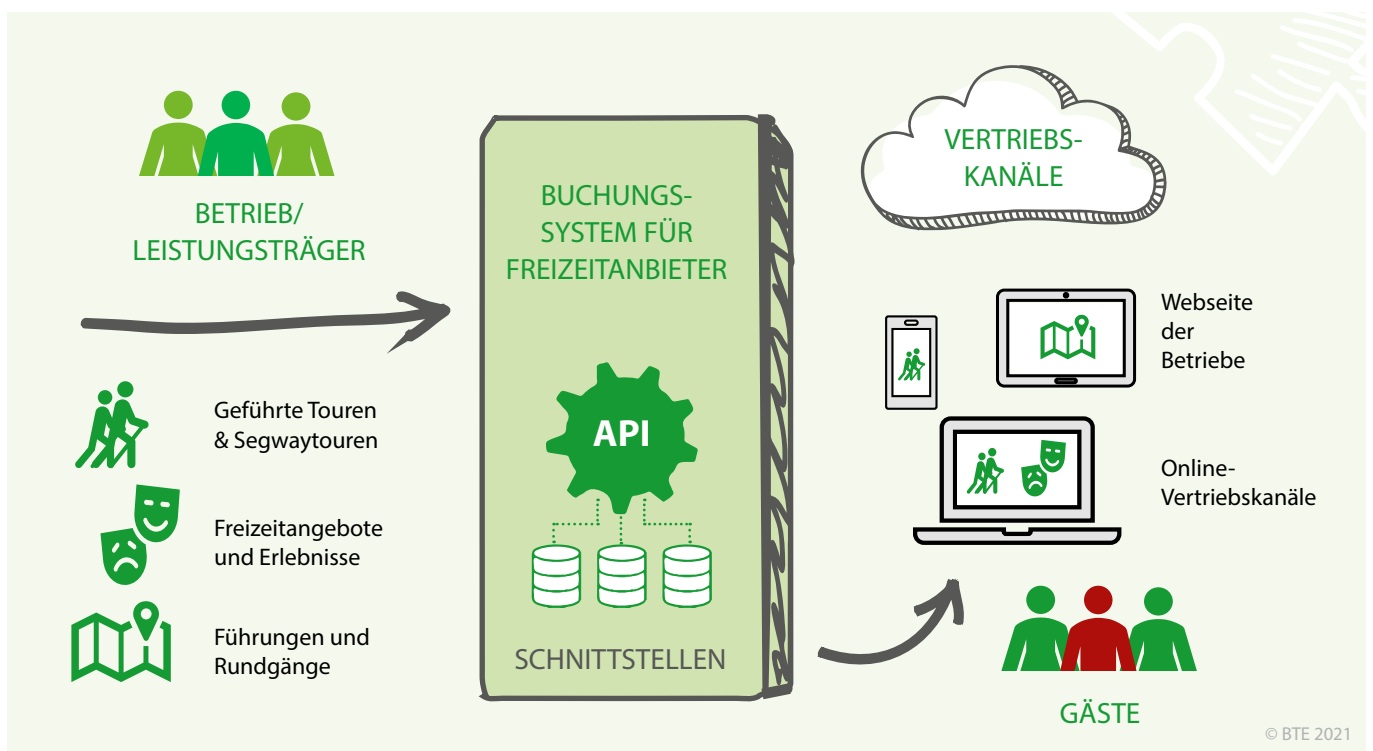 BETRIEB/
LEISTUNGSTRÄGER
Geführte Touren
& Segwaytouren
Freizeitangebote
und Erlebnisse
Führungen und
Rundgänge
BUCHUNGS-
SYSTEM FÜR
FREIZEITANBIETER
API
SCHNITTSTELLEN
VERTRIEBS-
KANÄLE
Webseite
der
Betriebe
Online-
Vertriebskanäle
GÄSTE
© BTE 2021